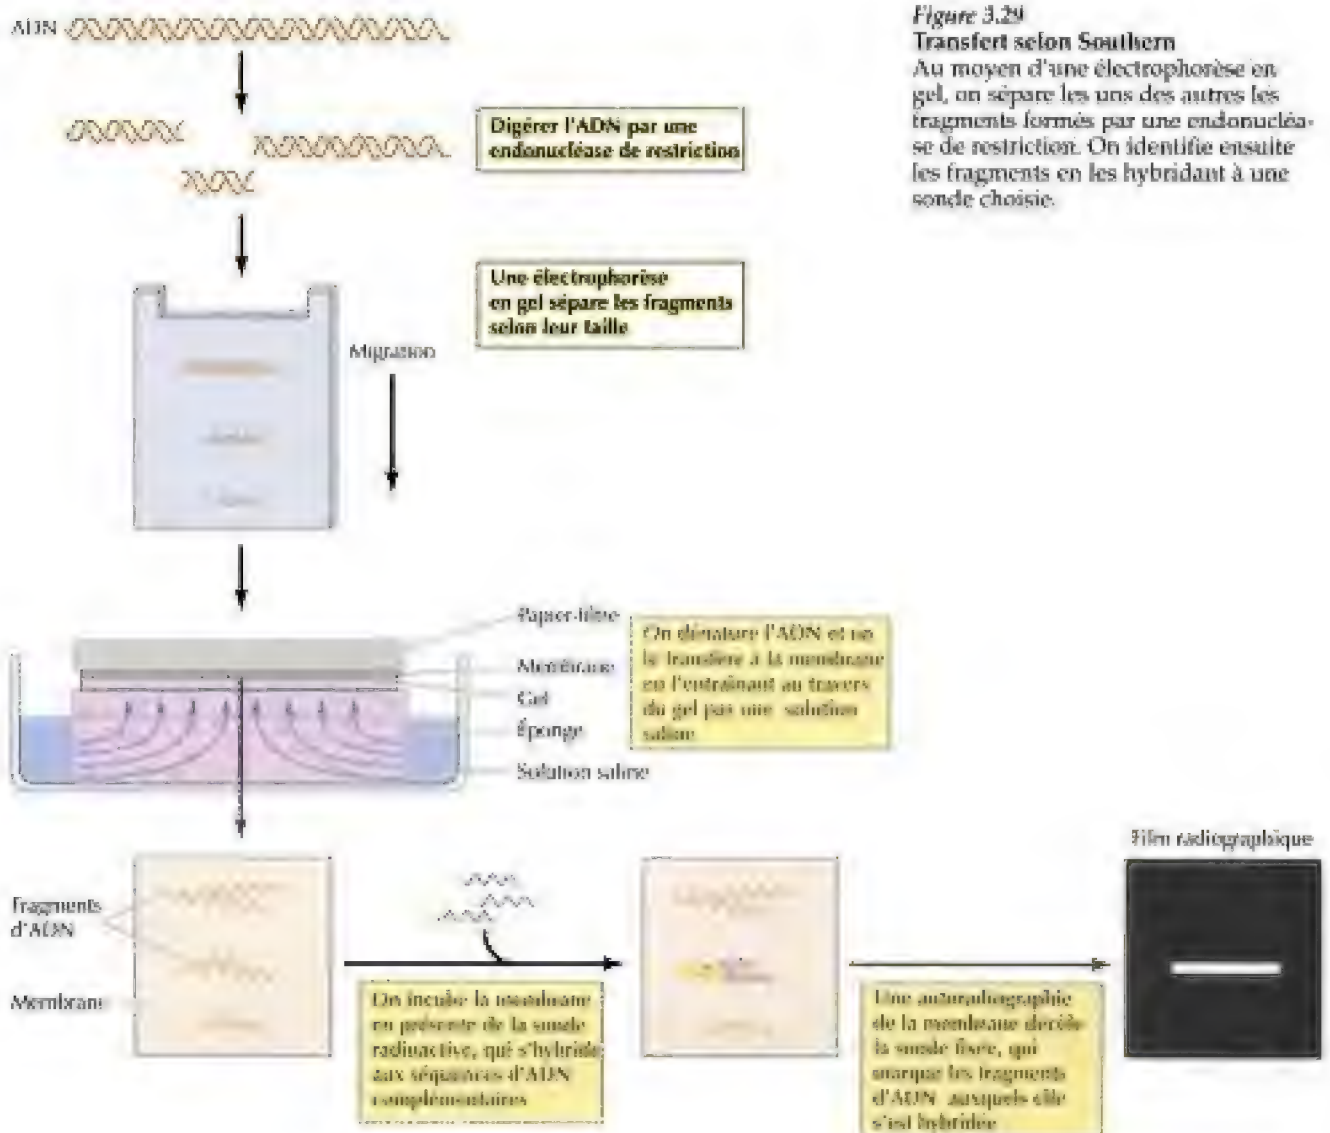 Figure 3.29
Transfert selon Southern
Au moyen d'une électrophorèse en
gel, on sépare les uns des autres les
fragments formés par une endonucléa-
se de restriction. On identifie ensuite
les fragments en les hybridant à une
sonde choisie.
ADN
Digérer l'ADN par une
endonucléase de restriction
Une électrophorèse
en gel sépare les fragments
selon leur taille
Migration
Papier-filtre
Membrane
Gel
Éponge
Solution saline
On dénature l'ADN et on
le transfère à la membrane
en l'entraînant au travers
du gel pas une solution
saline
Fragments
d'ADN
Membrane
On incube la membrane
en présence de la sonde
radioactive, qui s'hybride
aux séquences d'ADN
complémentaires
Une autoradiographie
de la membrane décèle
la sonde fixée, qui
marque les fragments
d'ADN auxquels elle
s'est hybridée
Film radiographique